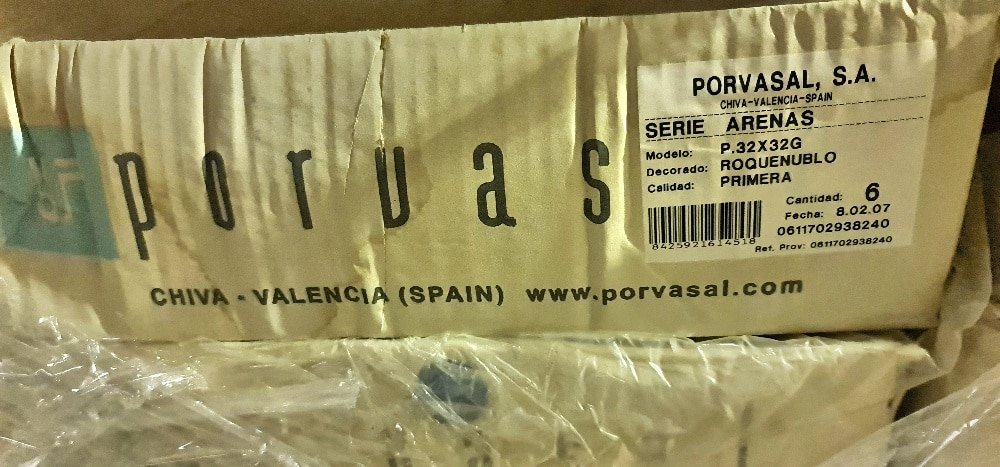 porvas
CHIVA - VALENCIA (SPAIN) www.porvasal.com
PORVASAL, S.A.
CHIVA-VALENCIA-SPAIN
SERIE ARENAS
Modelo: P.32X32G
Decorado: ROQUENUBLO
Calidad: PRIMERA
Cantidad: 6
Fecha: 8.02.07
0611702938240
8425921614518
Ref. Prov: 0611702938240